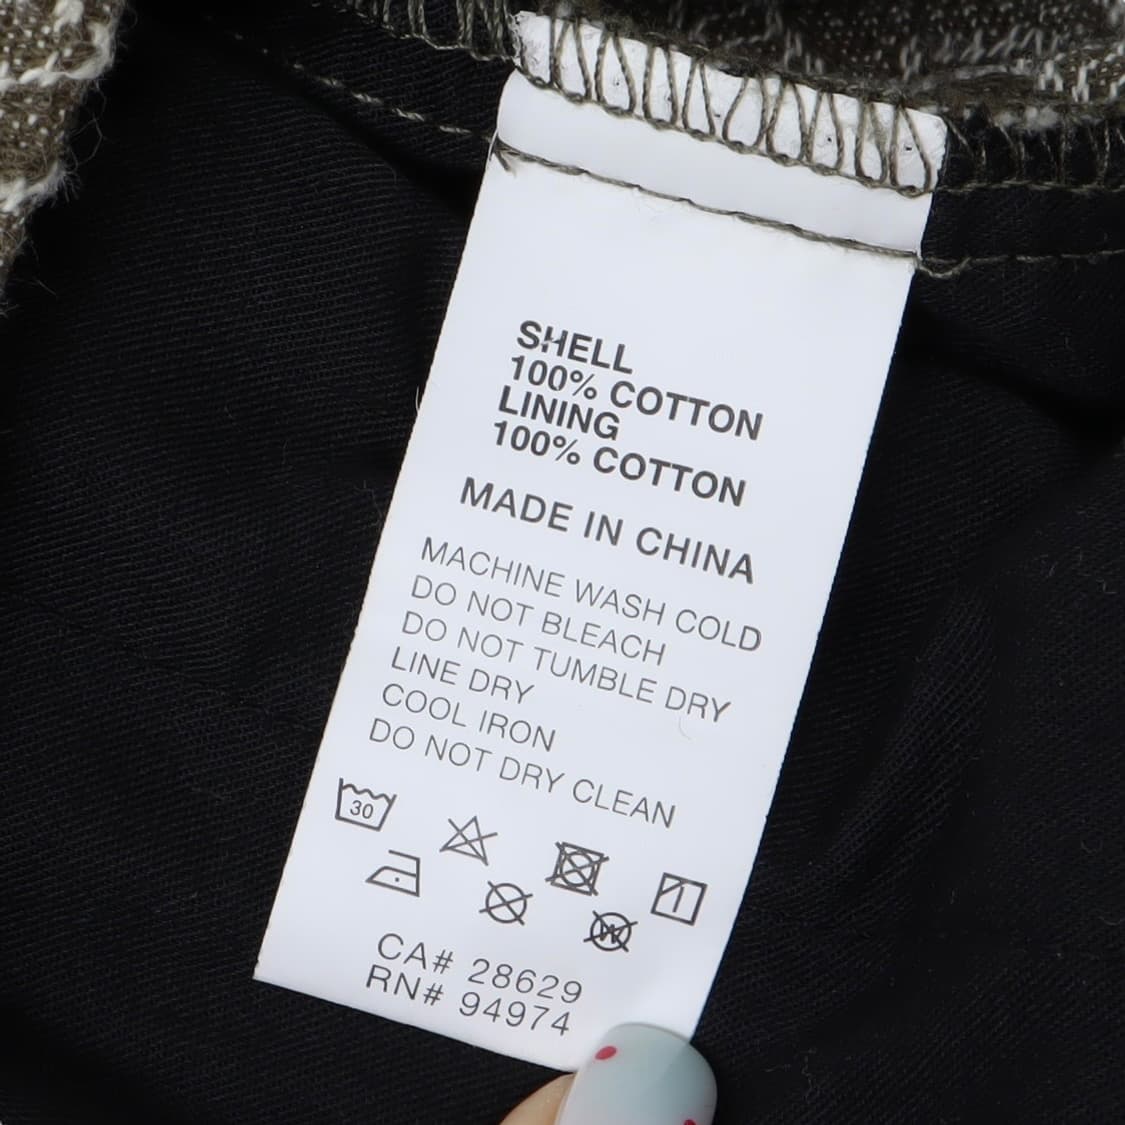 SHELL
100% COTTON
LINING
100% COTTON
MADE IN CHINA
MACHINE WASH COLD
DO NOT BLEACH
DO NOT TUMBLE DRY
LINE DRY
COOL IRON
DO NOT DRY CLEAN
30
W
CA# 28629
RN# 94974